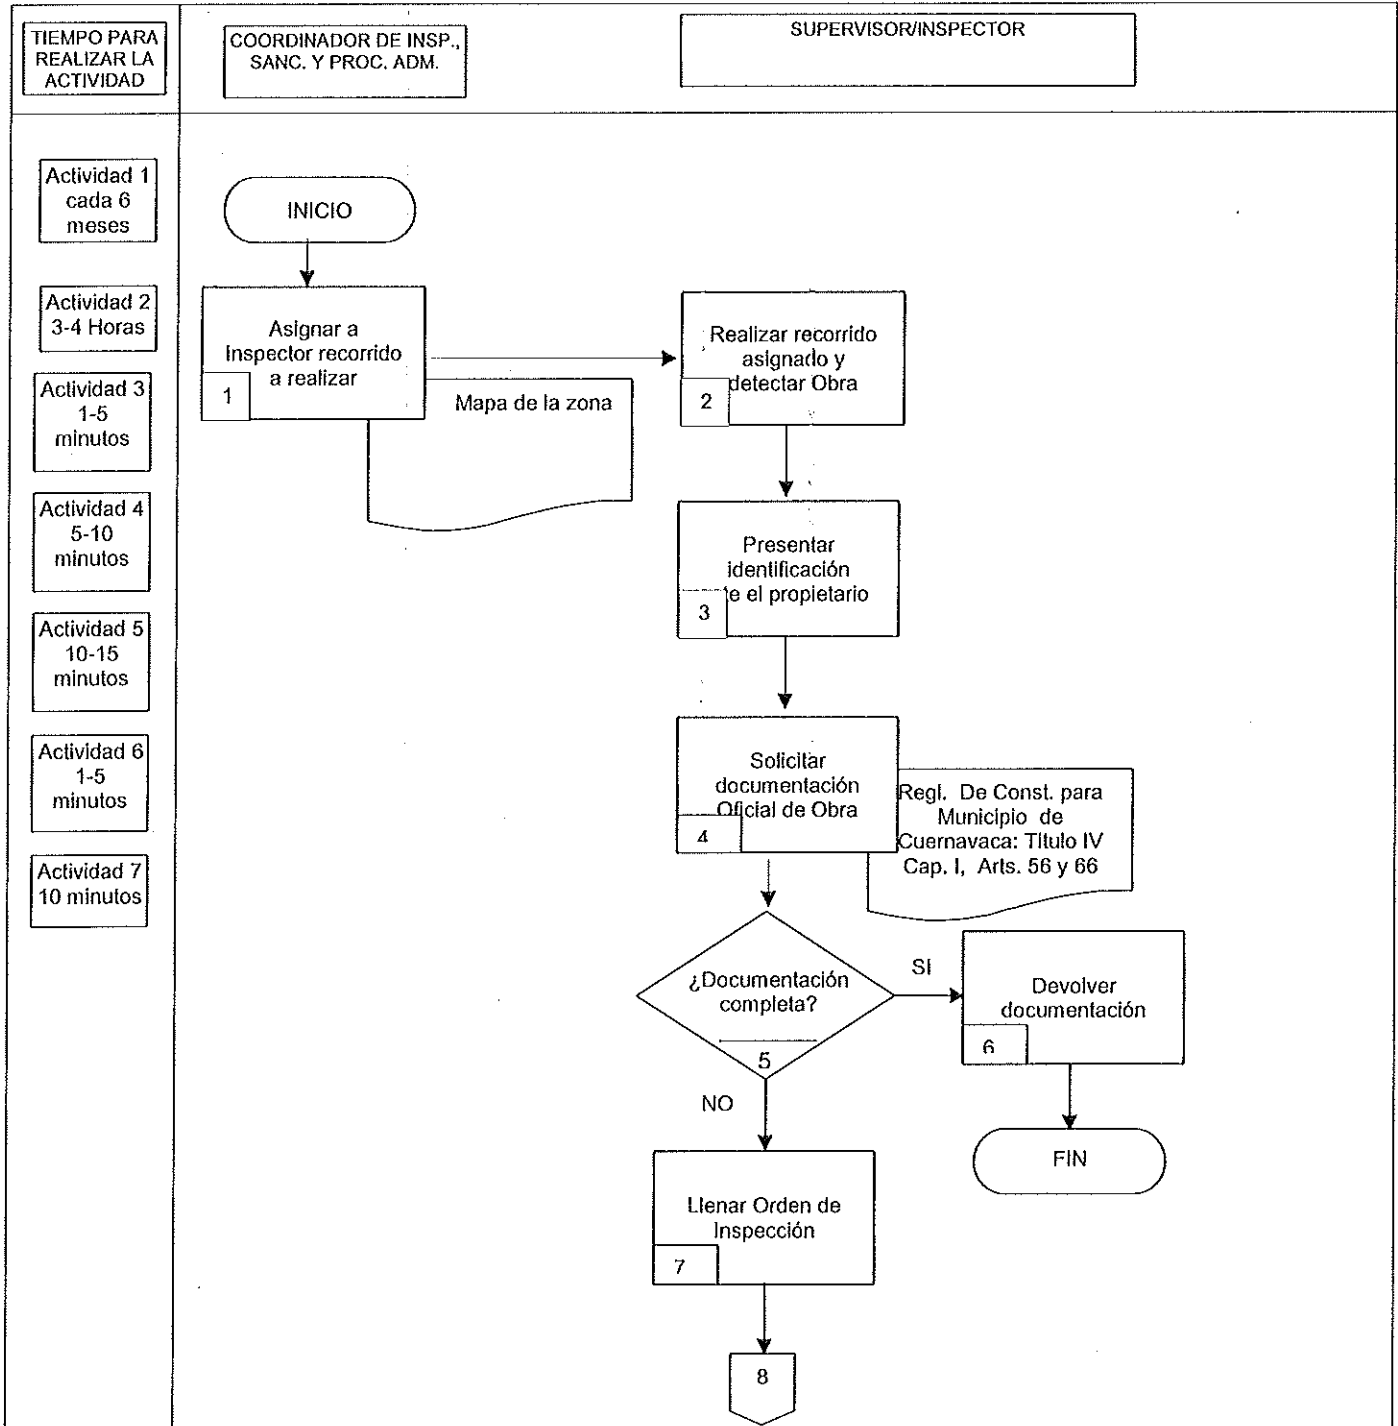 TIEMPO PARA
REALIZAR LA
ACTIVIDAD
COORDINADOR DE INSP.,
SANC. Y PROC. ADM.
SUPERVISOR/INSPECTOR
Actividad 1
cada 6
meses
Actividad 2
3-4 Horas
Actividad 3
1-5
minutos
Actividad 4
5-10
minutos
Actividad 5
10-15
minutos
Actividad 6
1-5
minutos
Actividad 7
10 minutos
INICIO
Asignar a
Inspector recorrido
a realizar
1
Mapa de la zona
Realizar recorrido
asignado y
detectar Obra
2
Presentar
identificación
te el propietario
3
Solicitar
documentación
Oficial de Obra
4
Regl. De Const. para
Municipio de
Cuernavaca: Título IV
Cap. I, Arts. 56 y 66
¿Documentación
completa?
5
SI
Devolver
documentación
6
FIN
NO
Llenar Orden de
Inspección
7
8